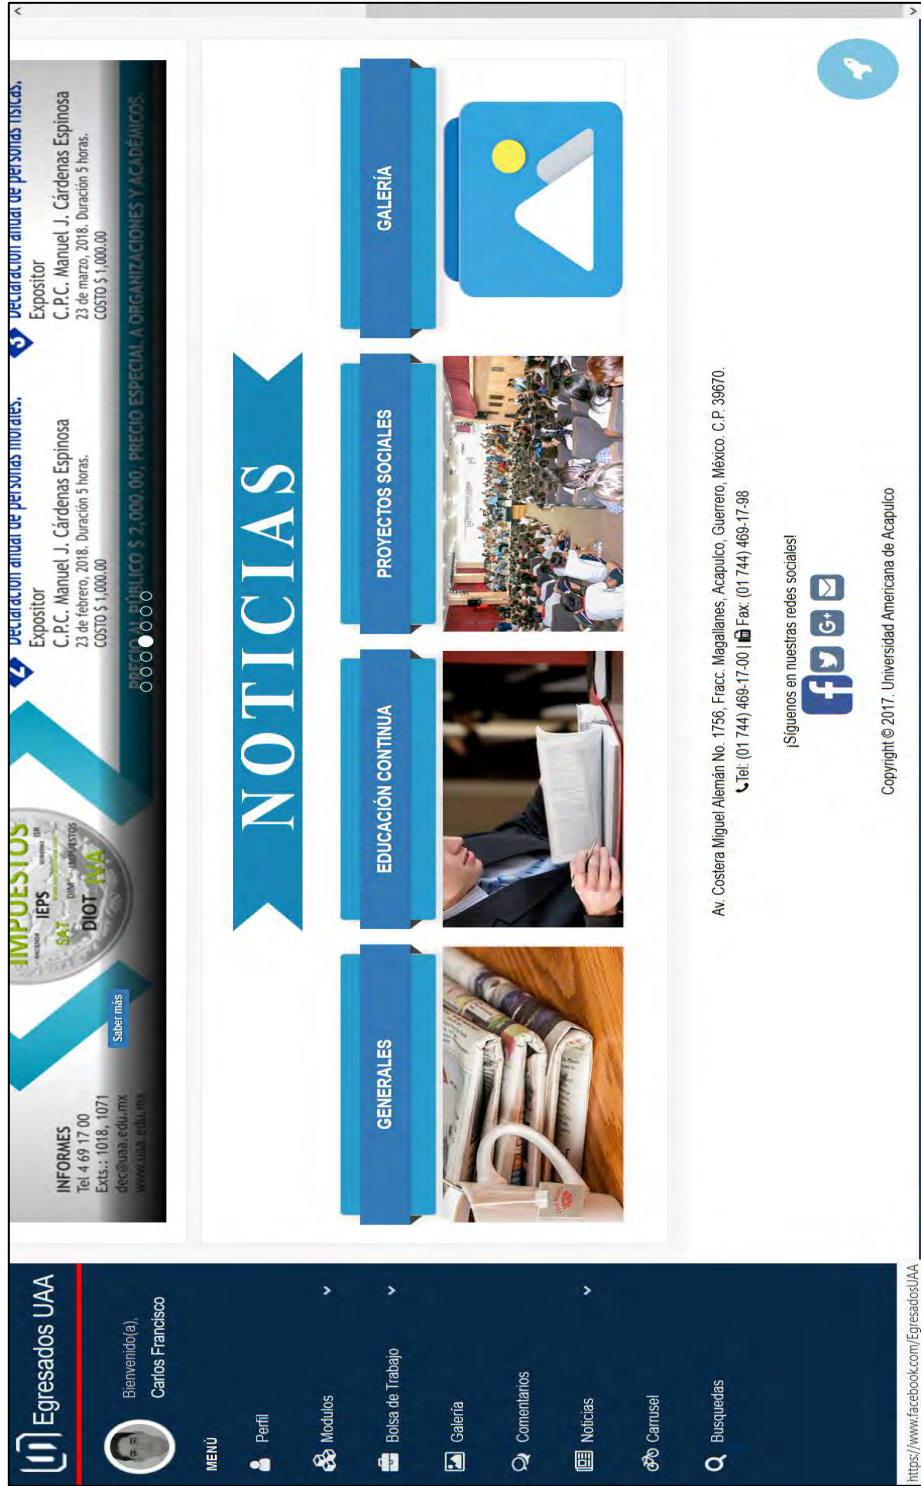 Egresados UAA
Bienvenido(a),
Carlos Francisco
MENÚ
Perfil
Modulos
Bolsa de Trabajo
Galería
Comentarios
Noticias
Carrusel
Busquedas
https://www.facebook.com/EgresadosUAA
INFORMES
Tel 4 69 17 00
Exts.: 1018, 1071
dec@uaa.edu.mx
www.uaa.edu.mx
Saber más
IMPUESTOS
HACIENDA
IEPS
ISR
SAT
DIM
IMPUESTOS
DIOT IVA
2 Declaración anual de personas morales.
Expositor
C.P.C. Manuel J. Cárdenas Espinosa
23 de febrero, 2018. Duración 5 horas.
COSTO $ 1,000.00
3 Declaración anual de personas físicas.
Expositor
C.P.C. Manuel J. Cárdenas Espinosa
23 de marzo, 2018. Duración 5 horas.
COSTO $ 1,000.00
PRECIO AL PÚBLICO $ 2,000.00, PRECIO ESPECIAL A ORGANIZACIONES Y ACADÉMICOS.
NOTICIAS
GENERALES
EDUCACIÓN CONTINUA
PROYECTOS SOCIALES
GALERÍA
Av. Costera Miguel Alemán No. 1756, Fracc. Magallanes, Acapulco, Guerrero, México. C.P. 39670.
Tel: (01 744) 469-17-00 | Fax: (01 744) 469-17-98
¡Síguenos en nuestras redes sociales!
f G+
Copyright © 2017. Universidad Americana de Acapulco